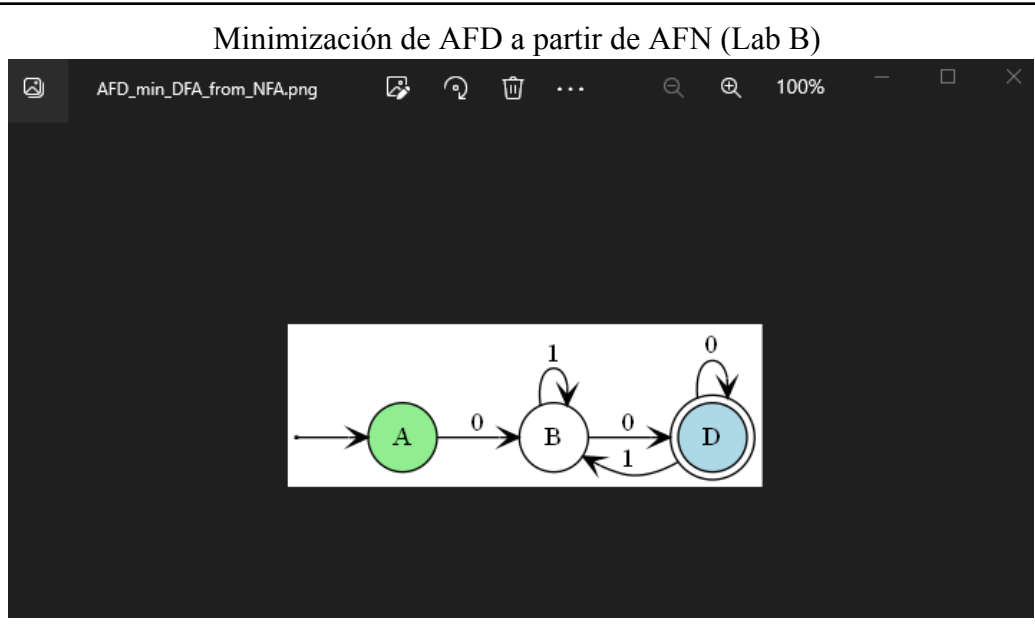 Minimización de AFD a partir de AFN (Lab B)
AFD_min_DFA_from_NFA.png 100%
1 0
A 0 B 0 D
1